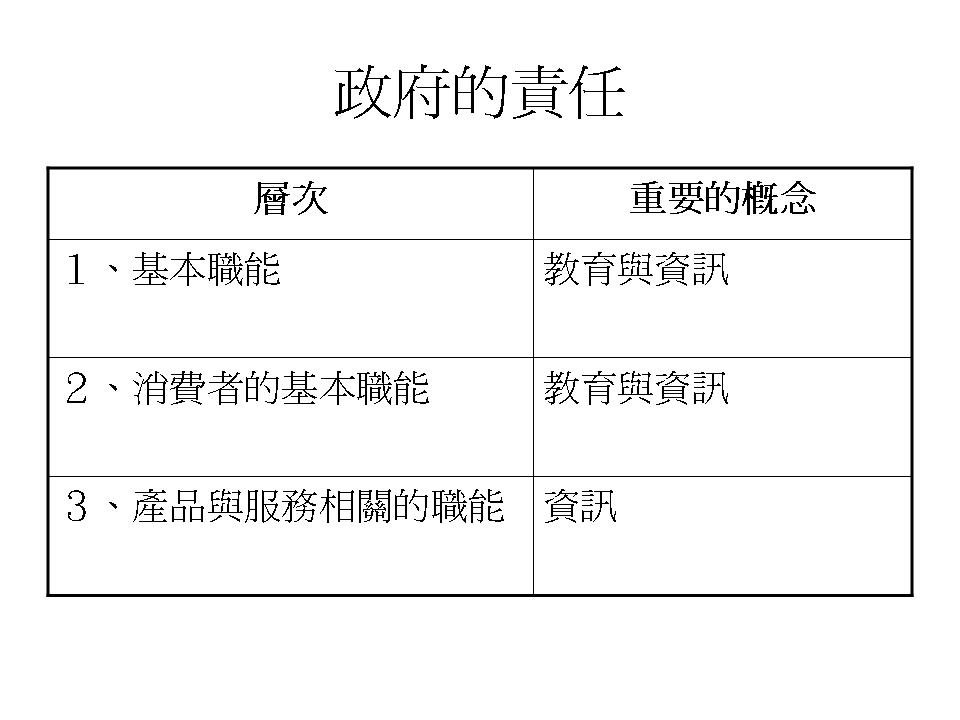 政府的責任
層次 重要的概念
１、基本職能 教育與資訊
２、消費者的基本職能 教育與資訊
３、產品與服務相關的職能 資訊